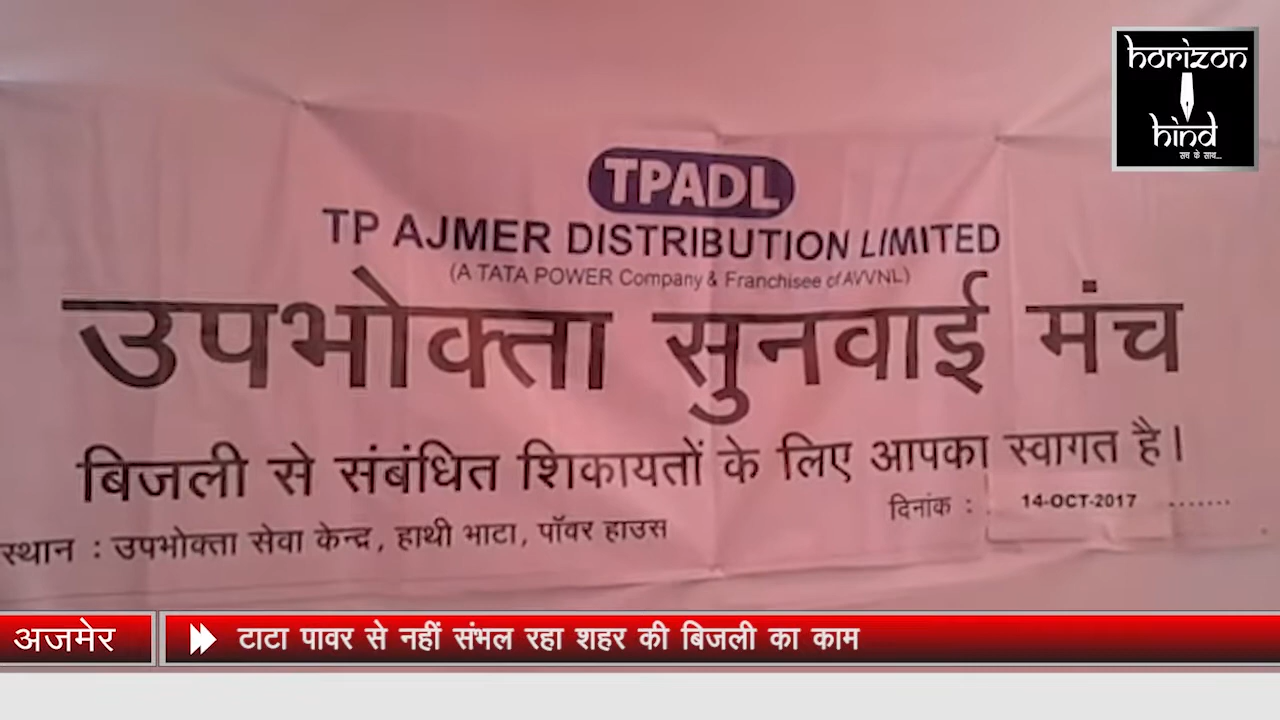 horizon
hind
सच के साथ...
TPADL
TP AJMER DISTRIBUTION LIMITED
(A TATA POWER Company & Franchisee of AVVNL)
उपभोक्ता सुनवाई मंच
बिजली से संबंधित शिकायतों के लिए आपका स्वागत है।
दिनांक : 14-OCT-2017 .......
स्थान : उपभोक्ता सेवा केन्द्र, हाथी भाटा, पॉवर हाउस
अजमेर
टाटा पावर से नहीं संभल रहा शहर की बिजली का काम